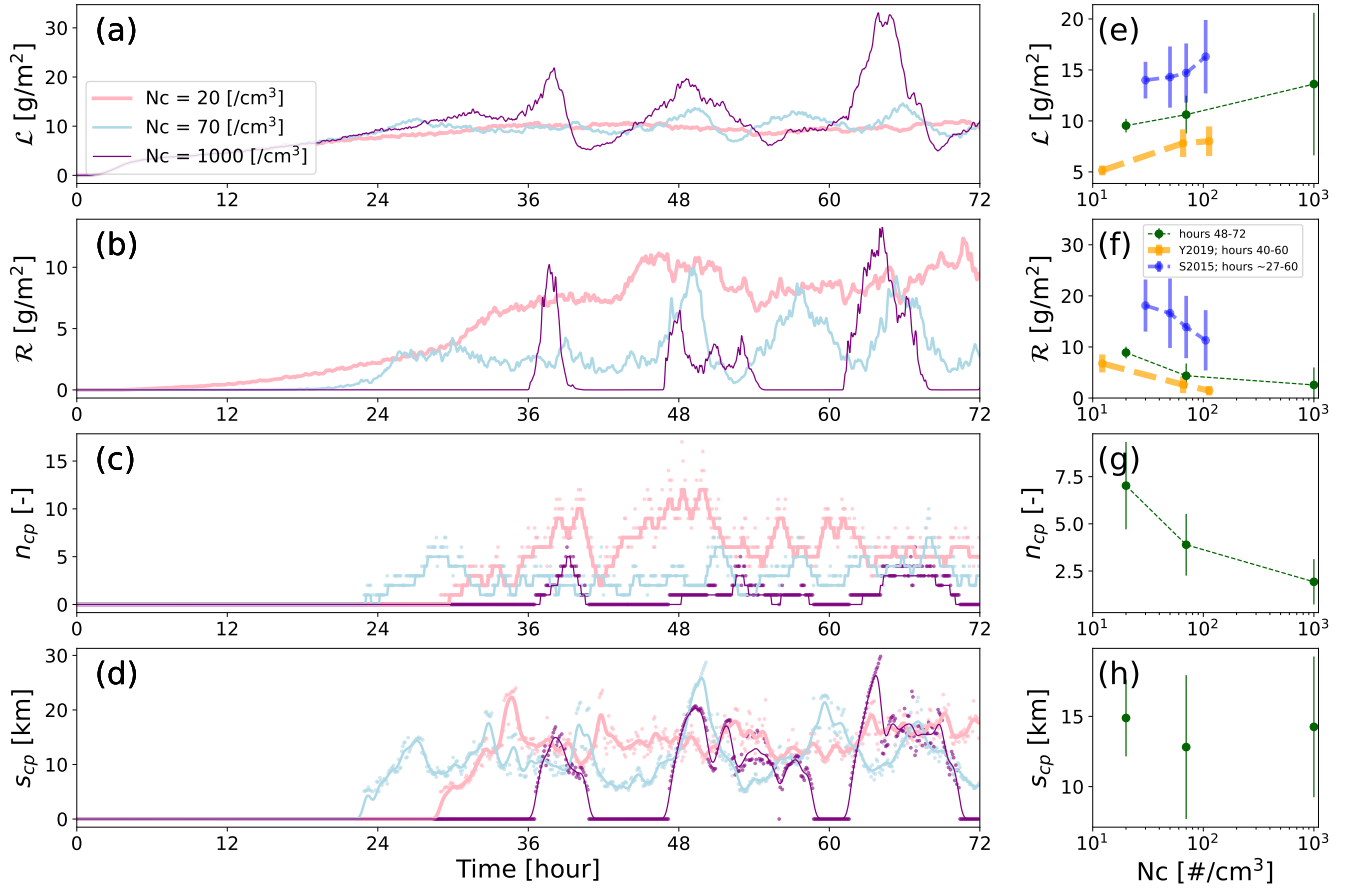 (a)
ℒ [g/m²]
30
20
10
0
Nc = 20 [/cm³]
Nc = 70 [/cm³]
Nc = 1000 [/cm³]
0 12 24 36 48 60 72
(b)
ℛ [g/m²]
10
5
0
0 12 24 36 48 60 72
(c)
n_cp [-]
15
10
5
0
0 12 24 36 48 60 72
(d)
s_cp [km]
30
20
10
0
0 12 24 36 48 60 72
Time [hour]
(e)
ℒ [g/m²]
20
15
10
5
10¹ 10² 10³
(f)
ℛ [g/m²]
30
20
10
0
hours 48-72
Y2019; hours 40-60
S2015; hours ~27-60
10¹ 10² 10³
(g)
n_cp [-]
7.5
5.0
2.5
10¹ 10² 10³
(h)
s_cp [km]
15
10
10¹ 10² 10³
Nc [#/cm³]